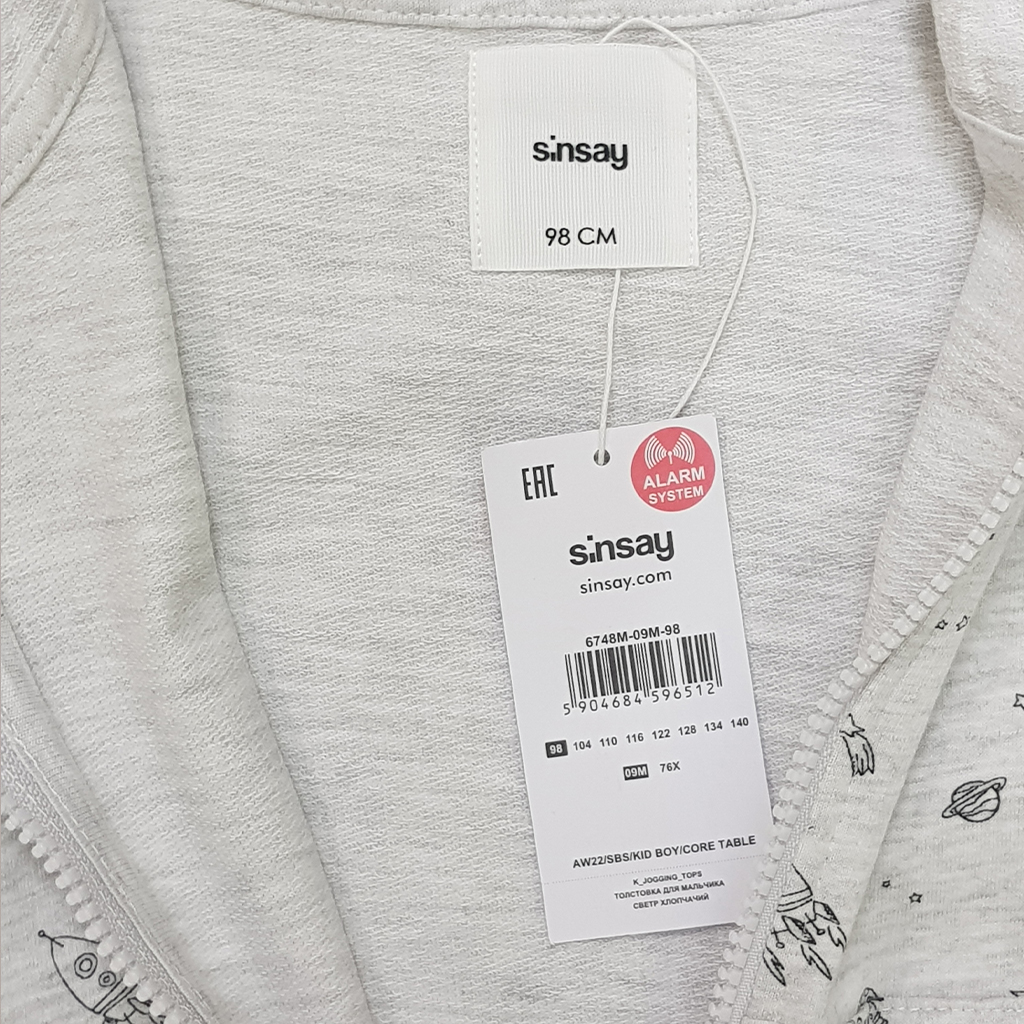 sinsay
98 CM
EAC
ALARM
SYSTEM
sinsay
sinsay.com
6748M-09M-98
5 904684 596512
98 104 110 116 122 128 134 140
09M 76X
AW22/SBS/KID BOY/CORE TABLE
K_JOGGING_TOPS
ТОЛСТОВКА ДЛЯ МАЛЬЧИКА
СВЕТР ХЛОПЧАЧИЙ